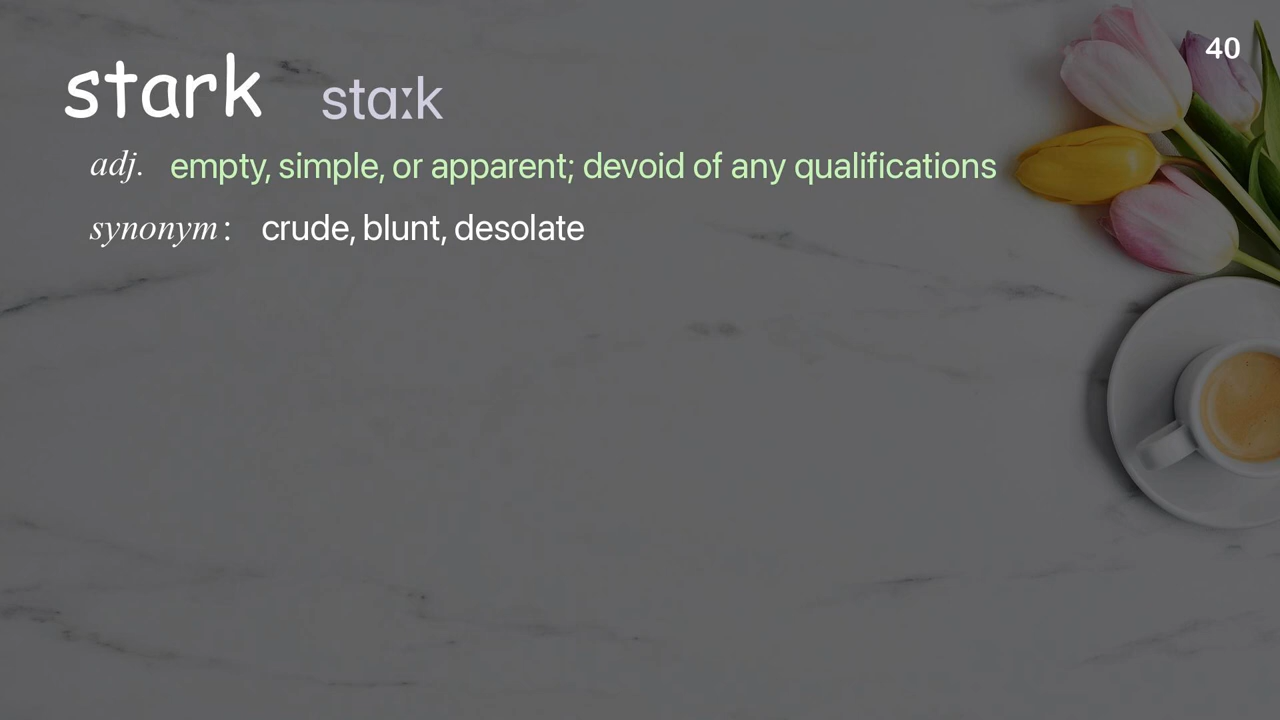 40
stark stɑːk
adj. empty, simple, or apparent; devoid of any qualifications
synonym: crude, blunt, desolate